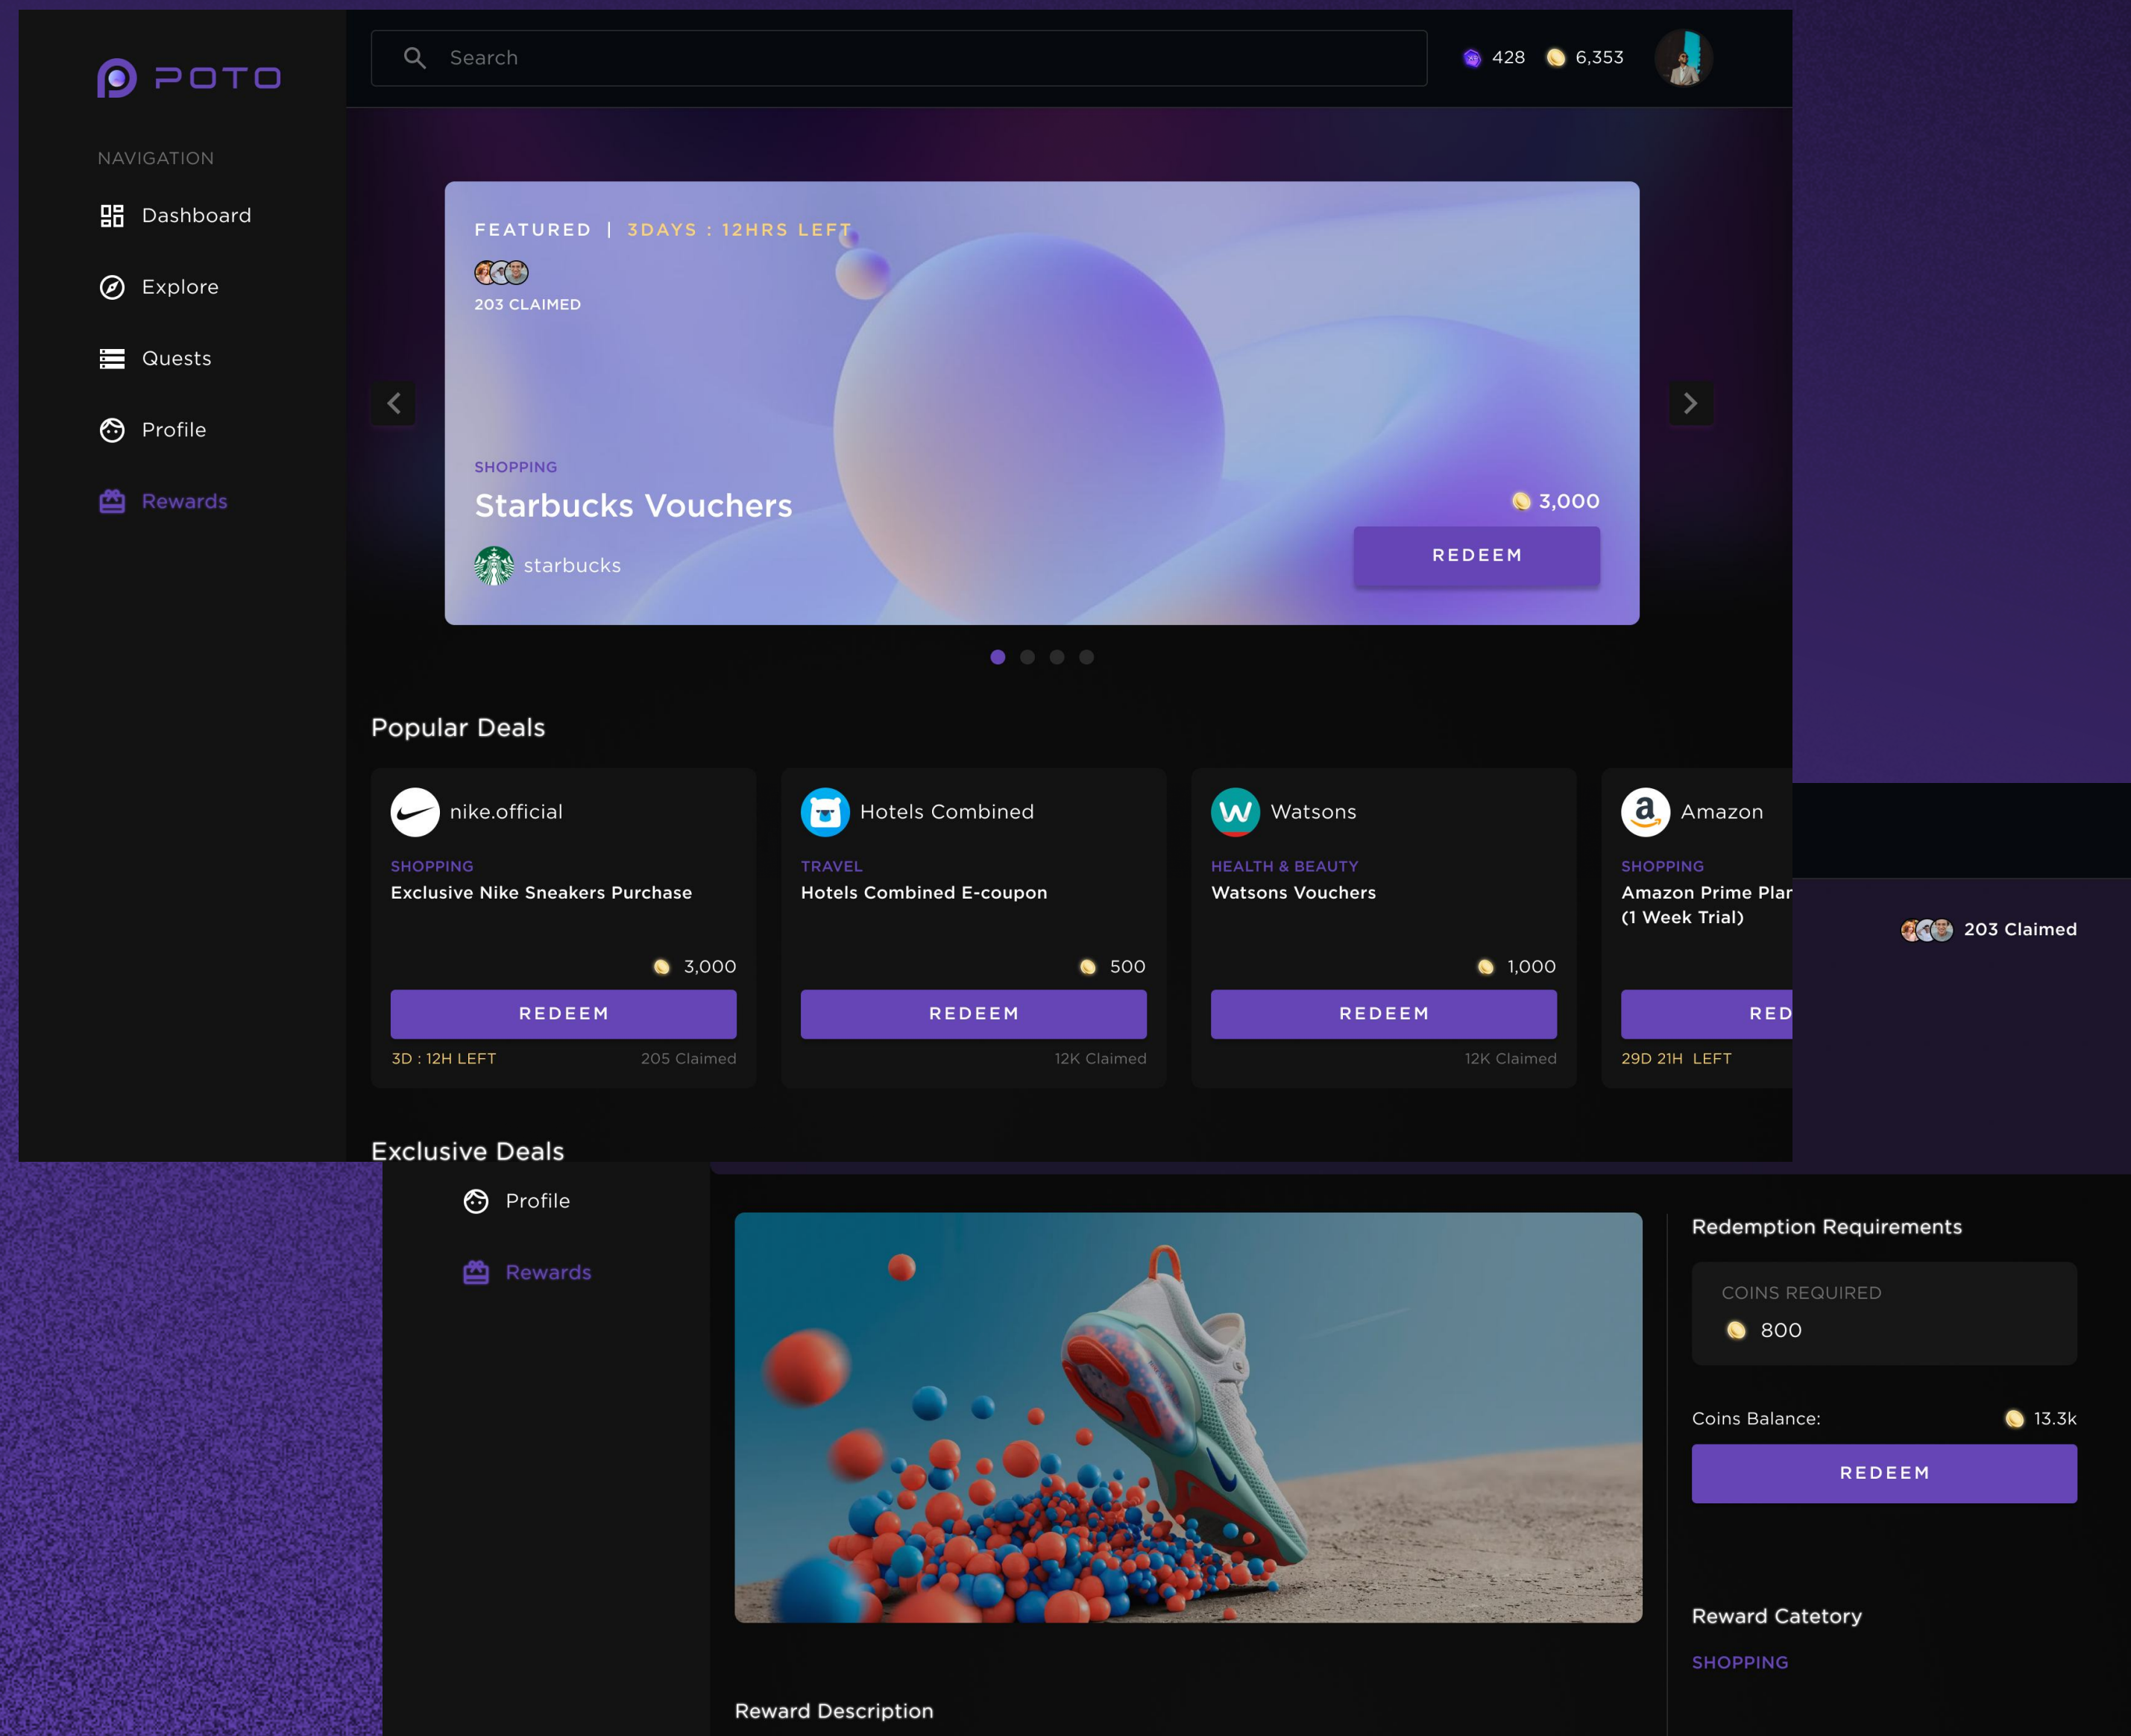 POTO
NAVIGATION
Dashboard
Explore
Quests
Profile
Rewards
Search
428
6,353
FEATURED | 3DAYS : 12HRS LEFT
203 CLAIMED
SHOPPING
Starbucks Vouchers
starbucks
3,000
REDEEM
Popular Deals
nike.official
SHOPPING
Exclusive Nike Sneakers Purchase
3,000
REDEEM
3D : 12H LEFT
205 Claimed
Hotels Combined
TRAVEL
Hotels Combined E-coupon
500
REDEEM
12K Claimed
W
Watsons
HEALTH & BEAUTY
Watsons Vouchers
1,000
REDEEM
12K Claimed
a
Amazon
SHOPPING
Amazon Prime Plan
(1 Week Trial)
RED
29D 21H LEFT
Exclusive Deals
203 Claimed
Profile
Rewards
Redemption Requirements
COINS REQUIRED
800
Coins Balance:
13.3k
REDEEM
Reward Catetory
SHOPPING
Reward Description